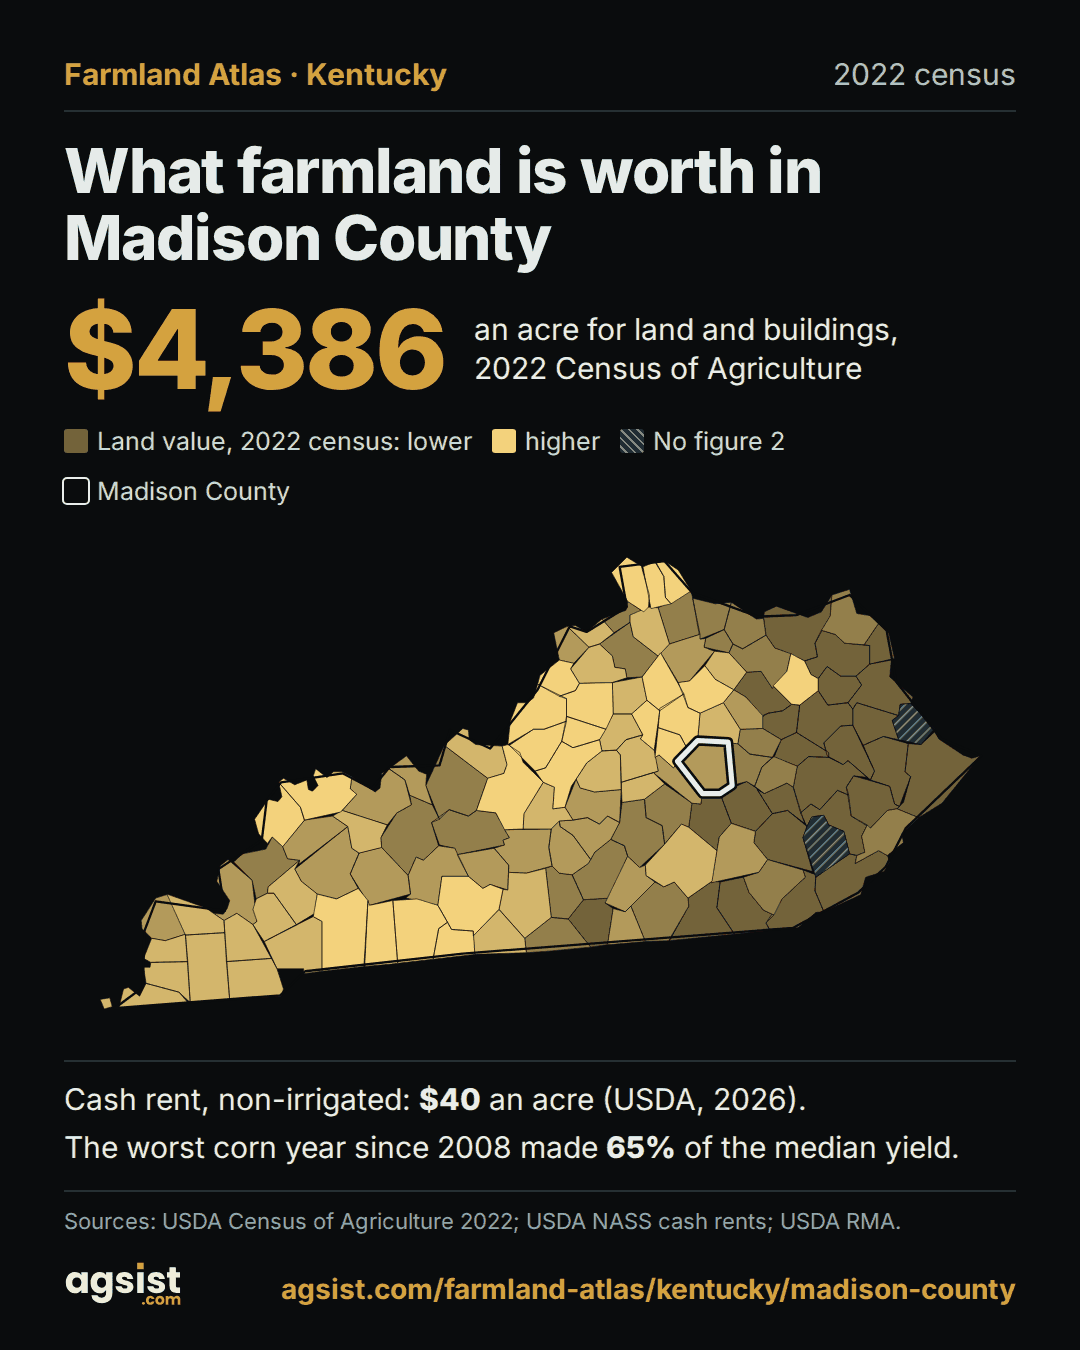 Farmland Atlas · Kentucky
2022 census
What farmland is worth in
Madison County
$4,386
an acre for land and buildings,
2022 Census of Agriculture
Land value, 2022 census: lower
higher
No figure 2
Madison County
Cash rent, non-irrigated: $40 an acre (USDA, 2026).
The worst corn year since 2008 made 65% of the median yield.
Sources: USDA Census of Agriculture 2022; USDA NASS cash rents; USDA RMA.
agsist
.com
agsist.com/farmland-atlas/kentucky/madison-county